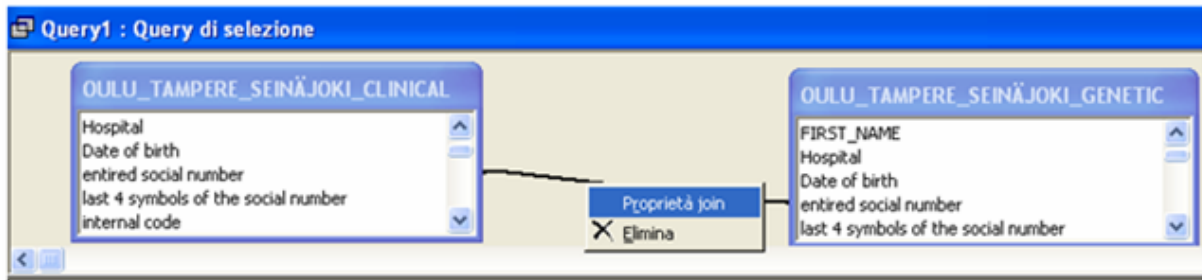 Query1 : Query di selezione
OULU_TAMPERE_SEINÄJOKI_CLINICAL
Hospital
Date of birth
entired social number
last 4 symbols of the social number
internal code
Proprietà join
Elimina
OULU_TAMPERE_SEINÄJOKI_GENETIC
FIRST_NAME
Hospital
Date of birth
entired social number
last 4 symbols of the social number